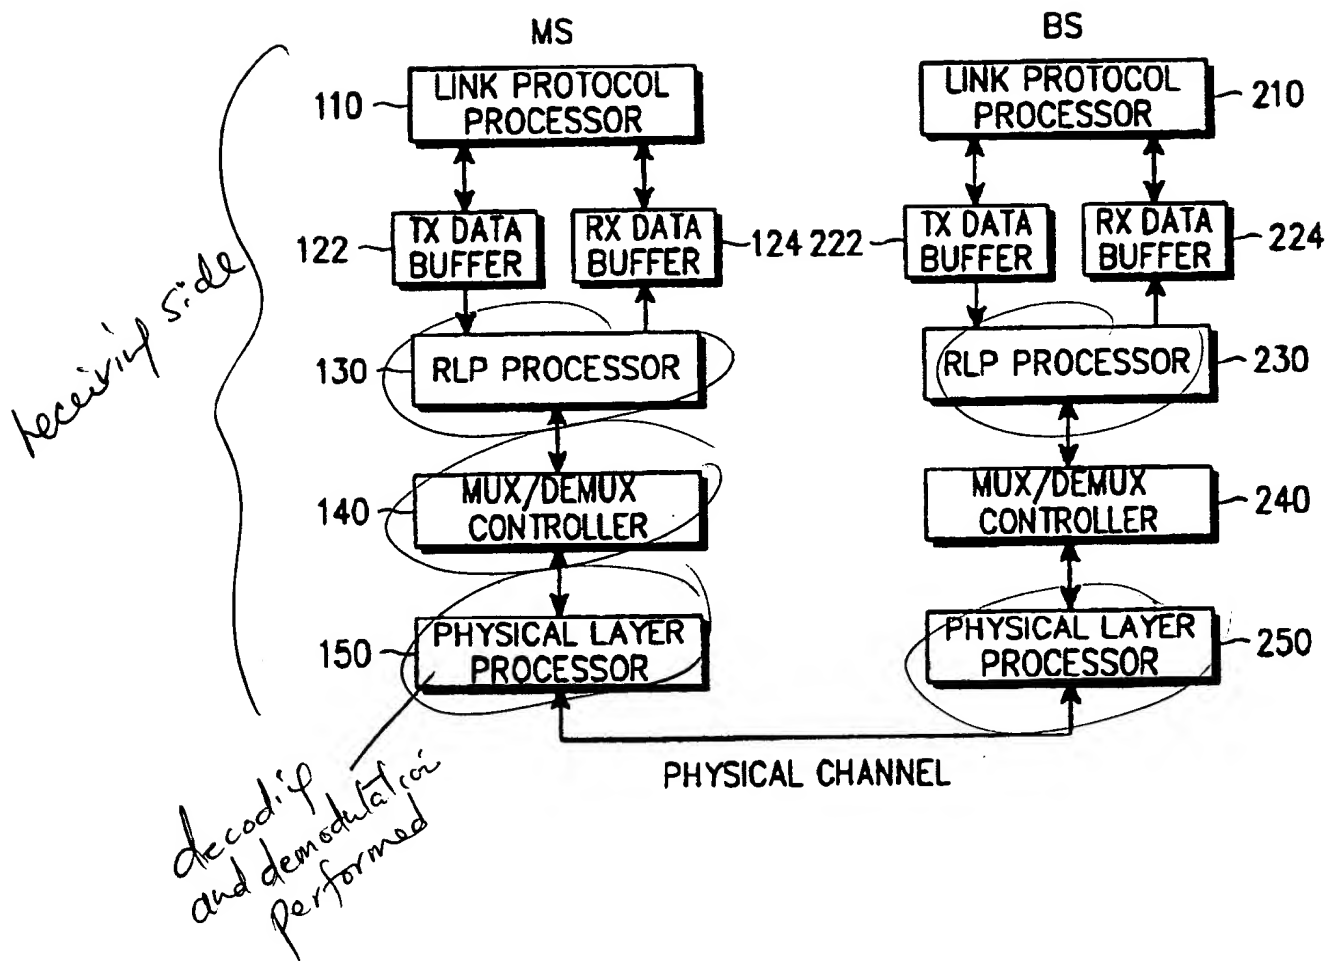 MS
BS
LINK PROTOCOL
PROCESSOR
110
LINK PROTOCOL
PROCESSOR
210
TX DATA
BUFFER
122
RX DATA
BUFFER
124
222
TX DATA
BUFFER
RX DATA
BUFFER
224
receiving side
130
RLP PROCESSOR
RLP PROCESSOR
230
140
MUX/DEMUX
CONTROLLER
MUX/DEMUX
CONTROLLER
240
150
PHYSICAL LAYER
PROCESSOR
PHYSICAL LAYER
PROCESSOR
250
PHYSICAL CHANNEL
decodig
and demodulation
performed